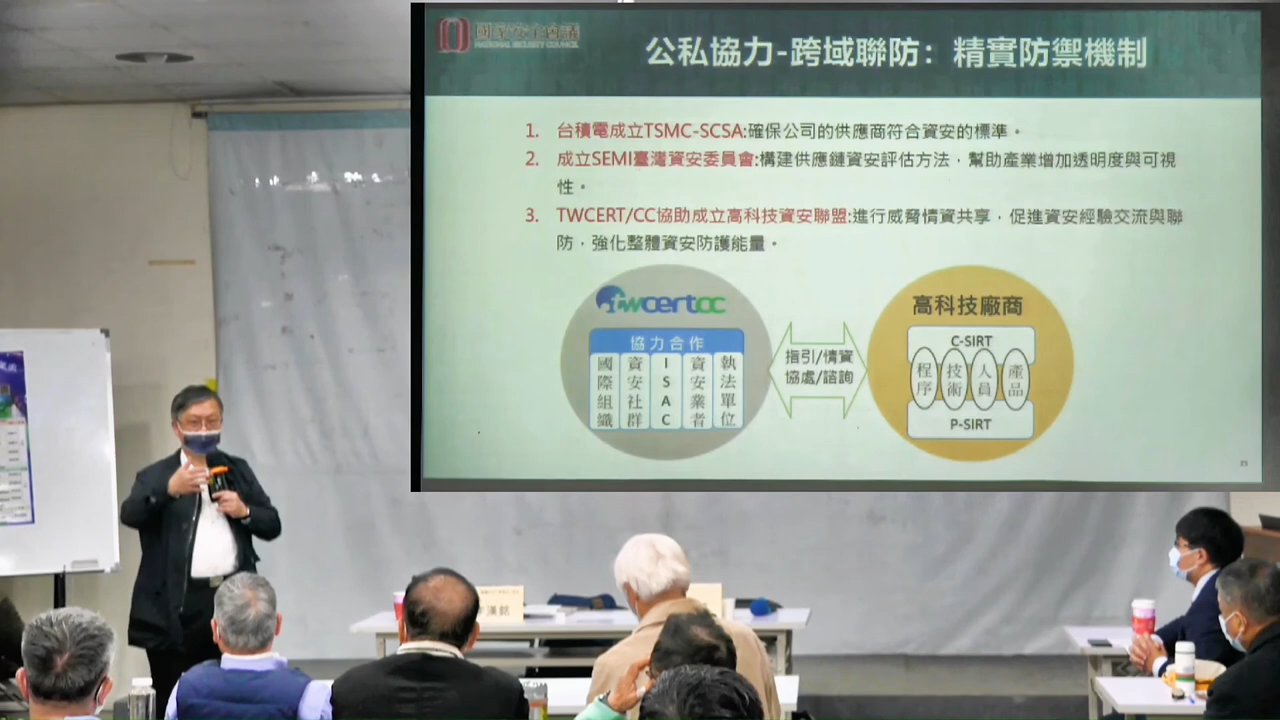 國家安全會議
NATIONAL SECURITY COUNCIL
公私協力-跨域聯防：精實防禦機制
1. 台積電成立TSMC-SCSA:確保公司的供應商符合資安的標準。
2. 成立SEMI臺灣資安委員會:構建供應鏈資安評估方法，幫助產業增加透明度與可視
性。
3. TWCERT/CC協助成立高科技資安聯盟:進行威脅情資共享，促進資安經驗交流與聯
防，強化整體資安防護能量。
twcertcc
協力合作
國際組織
資安社群
ISAC
資安業者
執法單位
指引/情資
協處/諮詢
高科技廠商
C-SIRT
程序
技術
人員
產品
P-SIRT
漢銘